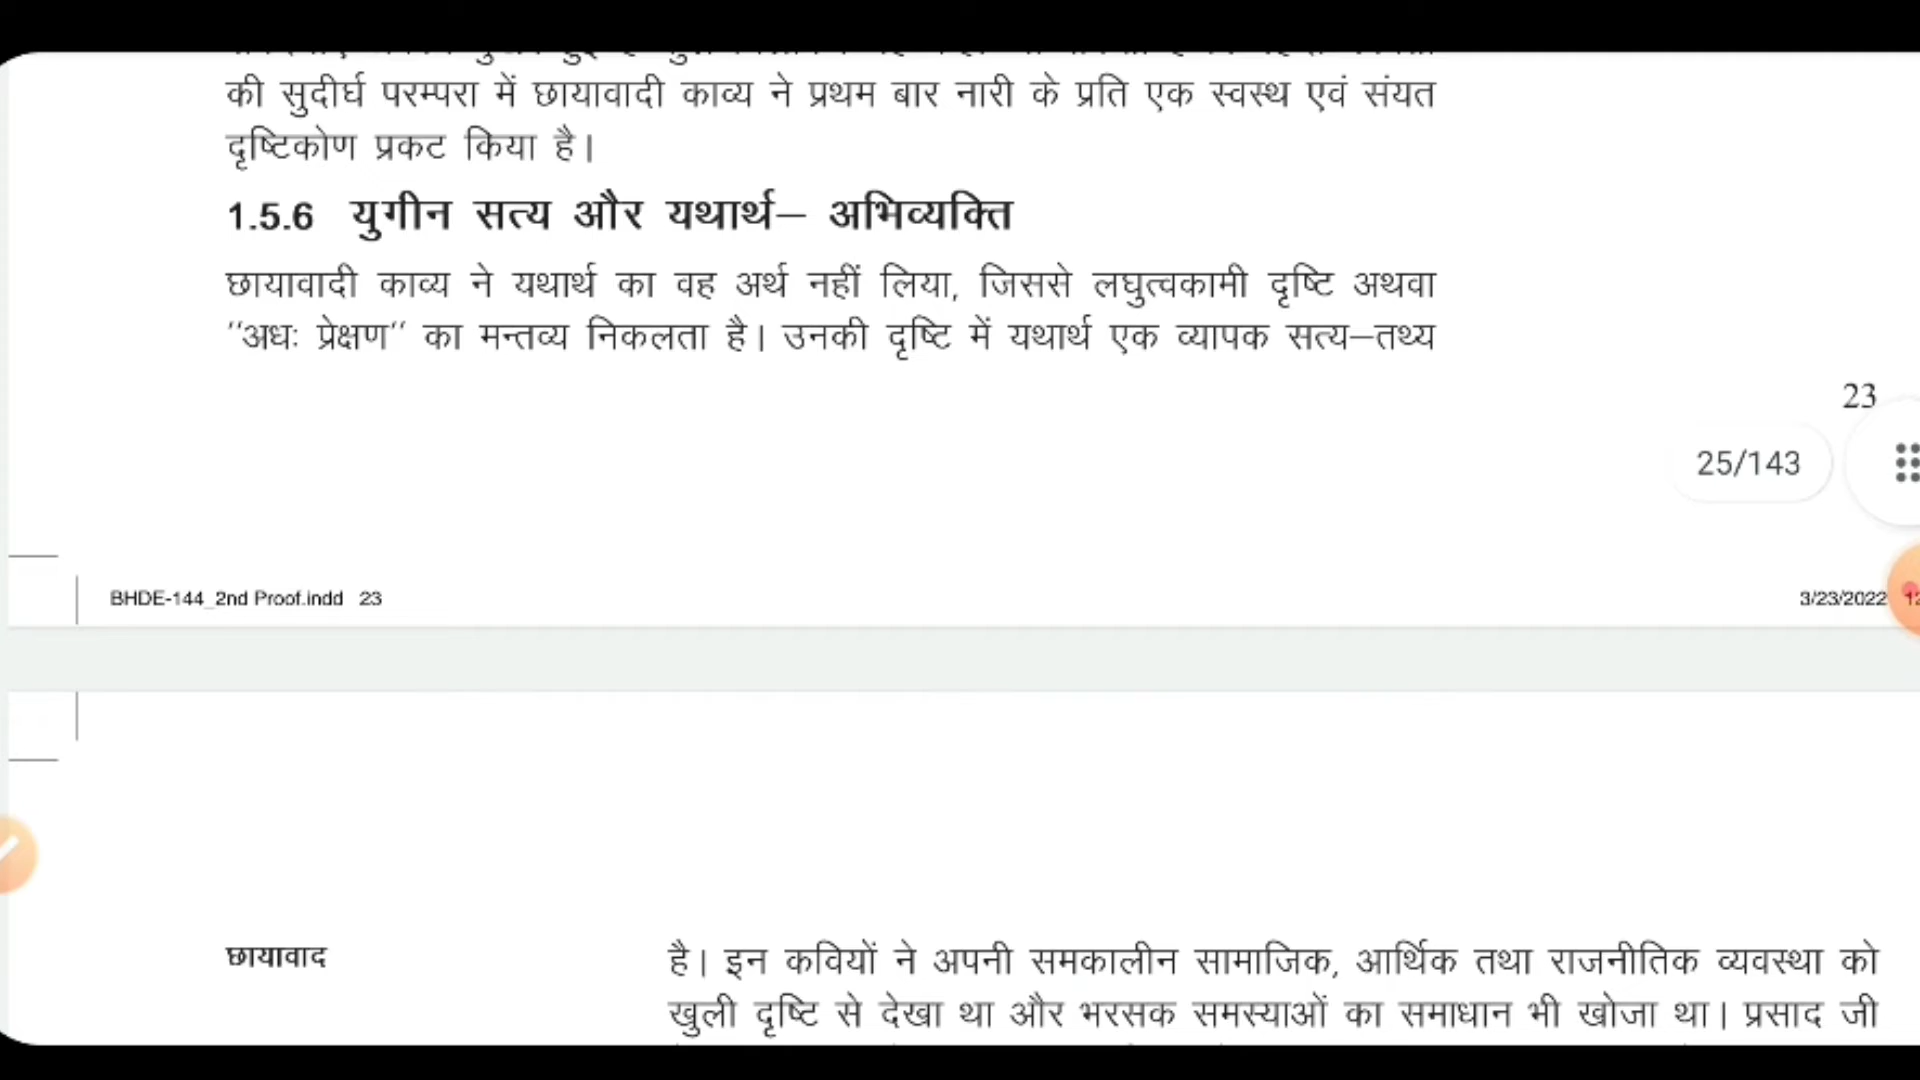 की सुदीर्घ परम्परा में छायावादी काव्य ने प्रथम बार नारी के प्रति एक स्वस्थ एवं संयत
दृष्टिकोण प्रकट किया है।
1.5.6 युगीन सत्य और यथार्थ– अभिव्यक्ति
छायावादी काव्य ने यथार्थ का वह अर्थ नहीं लिया, जिससे लघुत्वकामी दृष्टि अथवा
‘‘अधः प्रेक्षण‘‘ का मन्तव्य निकलता है। उनकी दृष्टि में यथार्थ एक व्यापक सत्य–तथ्य
23
25/143
BHDE-144_2nd Proof.indd 23
3/23/2022 12
छायावाद
है। इन कवियों ने अपनी समकालीन सामाजिक, आर्थिक तथा राजनीतिक व्यवस्था को
खुली दृष्टि से देखा था और भरसक समस्याओं का समाधान भी खोजा था। प्रसाद जी